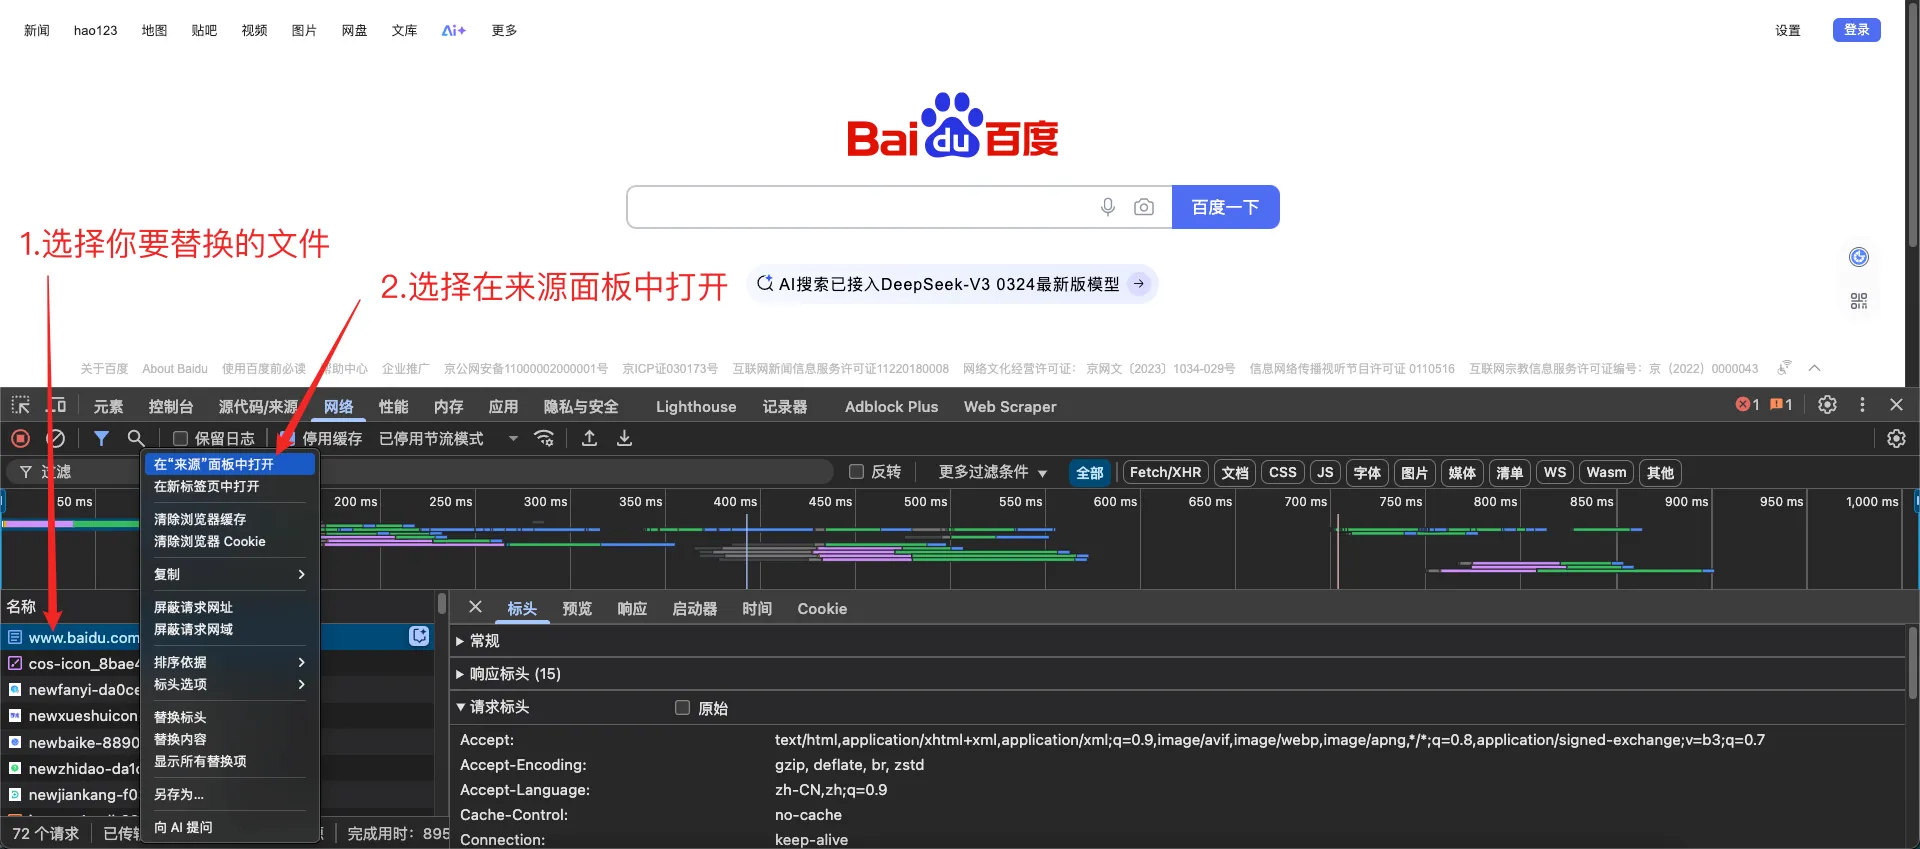 新闻 hao123 地图 贴吧 视频 图片 网盘 文库 Ai+ 更多 设置 登录
Bai du 百度
百度一下
1.选择你要替换的文件
2.选择在来源面板中打开
AI搜索已接入DeepSeek-V3 0324最新版模型
关于百度 About Baidu 使用百度前必读 帮助中心 企业推广 京公网安备11000002000001号 京ICP证030173号 互联网新闻信息服务许可证11220180008 网络文化经营许可证: 京网文〔2023〕1034-029号 信息网络传播视听节目许可证 0110516 互联网宗教信息服务许可证编号:京(2022)0000043
元素 控制台 源代码/来源 网络 性能 内存 应用 隐私与安全 Lighthouse 记录器 Adblock Plus Web Scraper 1 1
保留日志 停用缓存 已停用节流模式
过滤 反转 更多过滤条件 全部 Fetch/XHR 文档 CSS JS 字体 图片 媒体 清单 WS Wasm 其他
50 ms 200 ms 250 ms 300 ms 350 ms 400 ms 450 ms 500 ms 550 ms 600 ms 650 ms 700 ms 750 ms 800 ms 850 ms 900 ms 950 ms 1,000 ms
在“来源”面板中打开
在新标签页中打开
清除浏览器缓存
清除浏览器 Cookie
复制
屏蔽请求网址
屏蔽请求网域
排序依据
标头选项
替换标头
替换内容
显示所有替换项
另存为...
向 AI 提问
名称
www.baidu.com
cos-icon_8bae4
newfanyi-da0ce
newxueshuicon
newbaike-8890
newzhidao-da1c
newjiankang-f0
72 个请求 已传 完成用时: 895
标头 预览 响应 启动器 时间 Cookie
常规
响应标头 (15)
请求标头 原始
Accept: text/html,application/xhtml+xml,application/xml;q=0.9,image/avif,image/webp,image/apng,*/*;q=0.8,application/signed-exchange;v=b3;q=0.7
Accept-Encoding: gzip, deflate, br, zstd
Accept-Language: zh-CN,zh;q=0.9
Cache-Control: no-cache
Connection: keep-alive